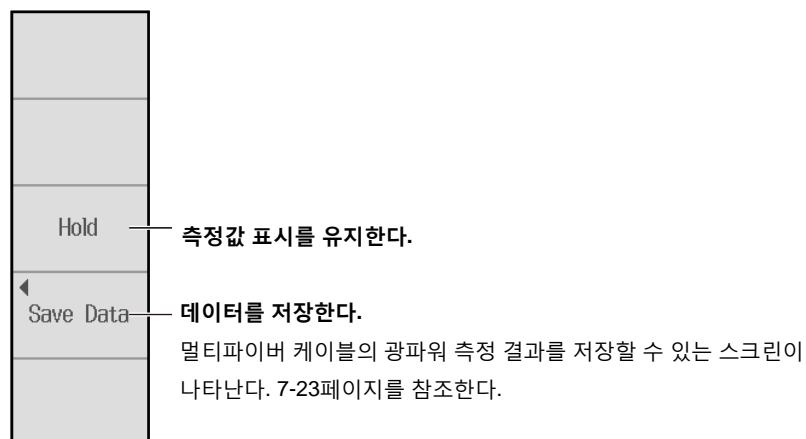 Hold
측정값 표시를 유지한다.
Save Data
데이터를 저장한다.
멀티파이버 케이블의 광파워 측정 결과를 저장할 수 있는 스크린이
나타난다. 7-23페이지를 참조한다.